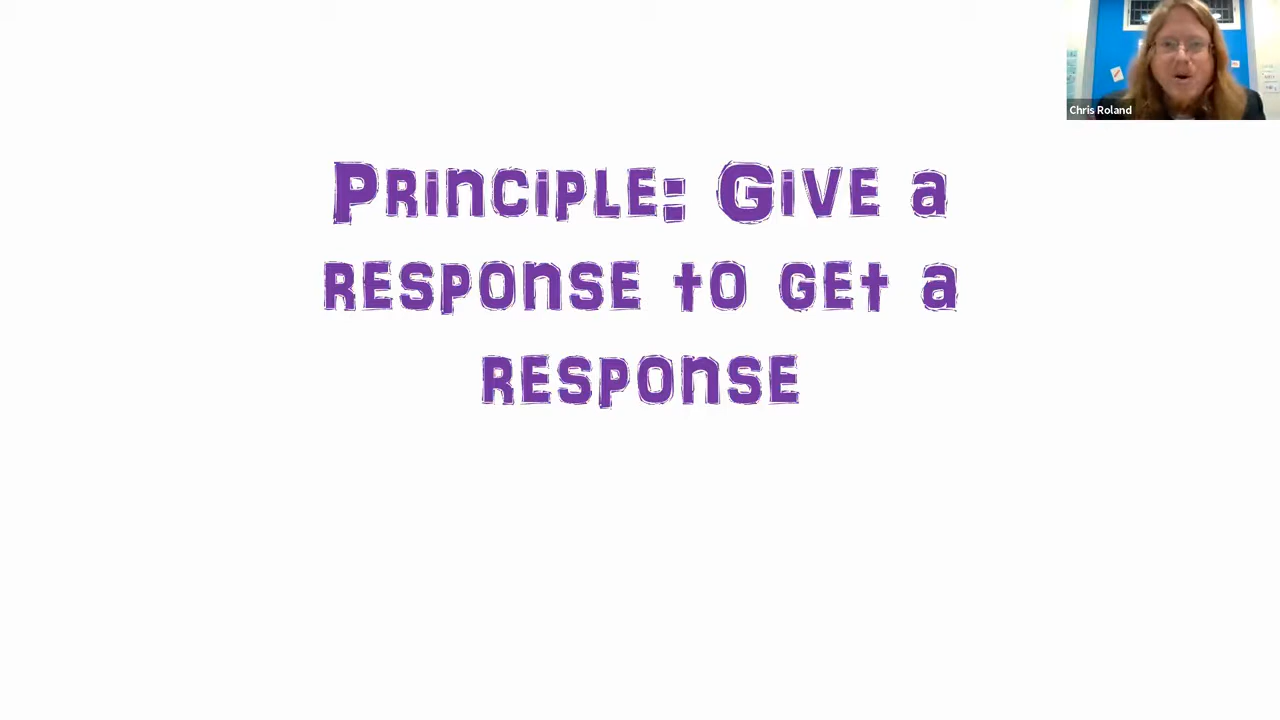 Chris Roland
Principle: Give a
response to get a
response